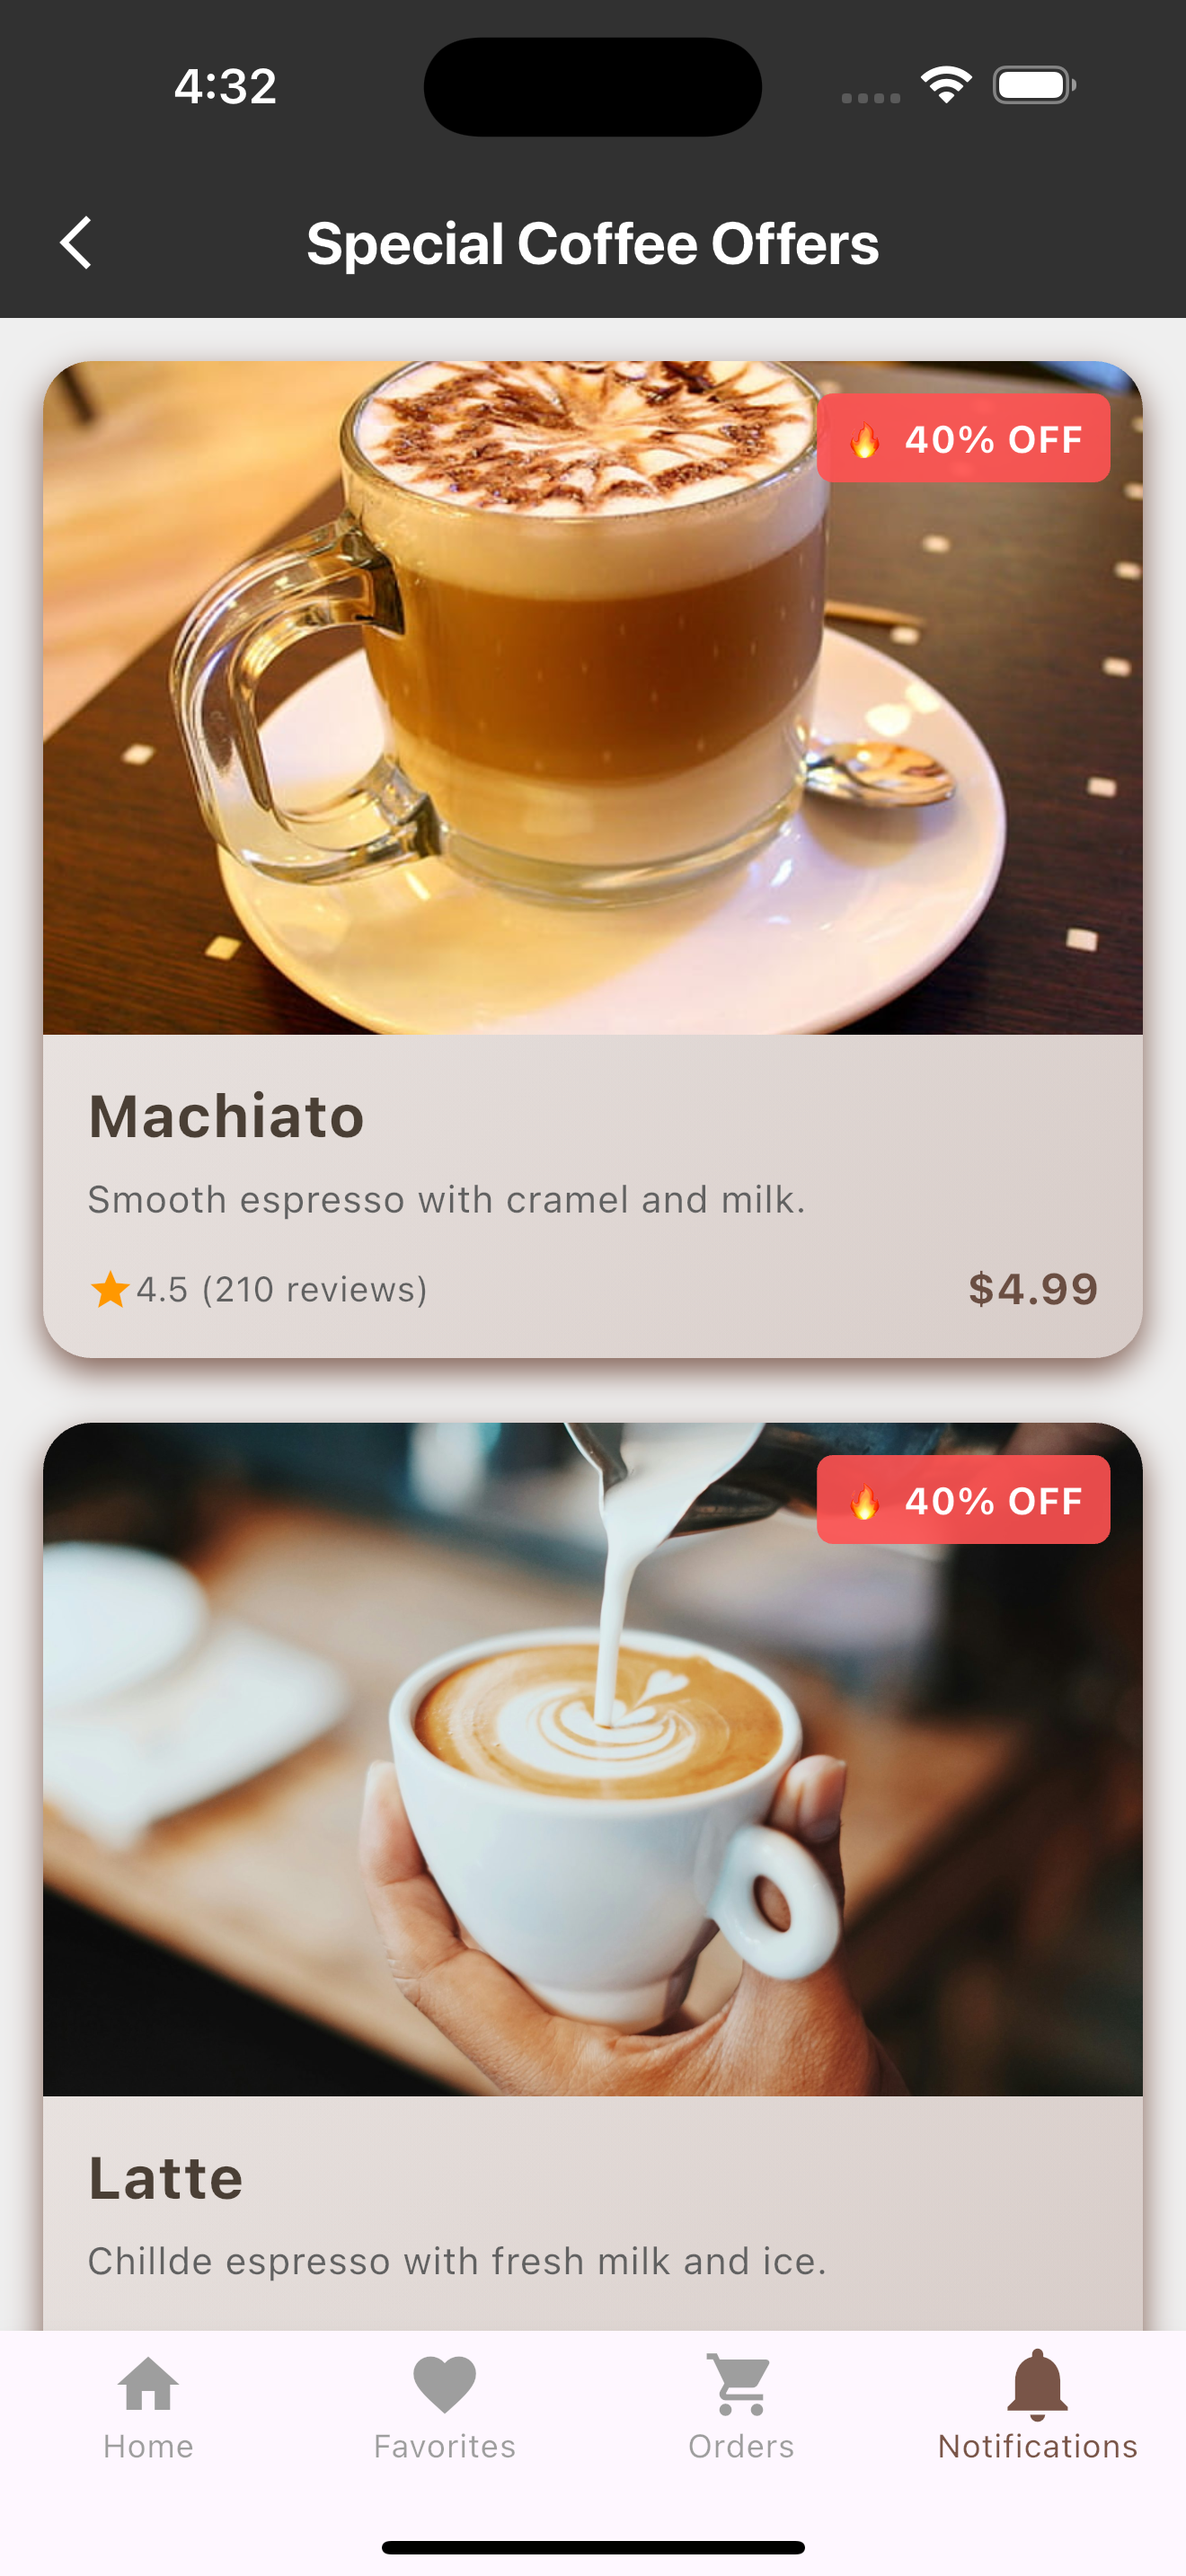 4:32
Special Coffee Offers
🔥 40% OFF
Machiato
Smooth espresso with cramel and milk.
4.5 (210 reviews)
$4.99
🔥 40% OFF
Latte
Chillde espresso with fresh milk and ice.
Home
Favorites
Orders
Notifications